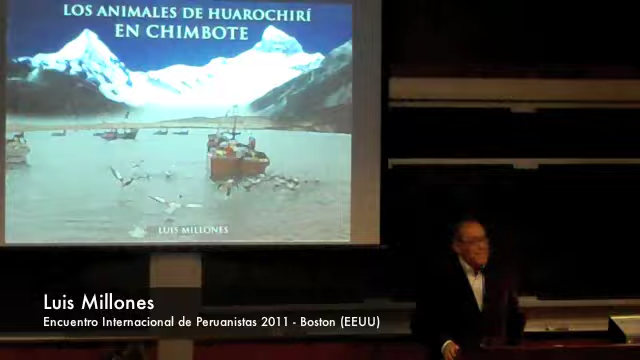 LOS ANIMALES DE HUAROCHIRÍ
EN CHIMBOTE
LUIS MILLONES
Luis Millones
Encuentro Internacional de Peruanistas 2011 - Boston (EEUU)